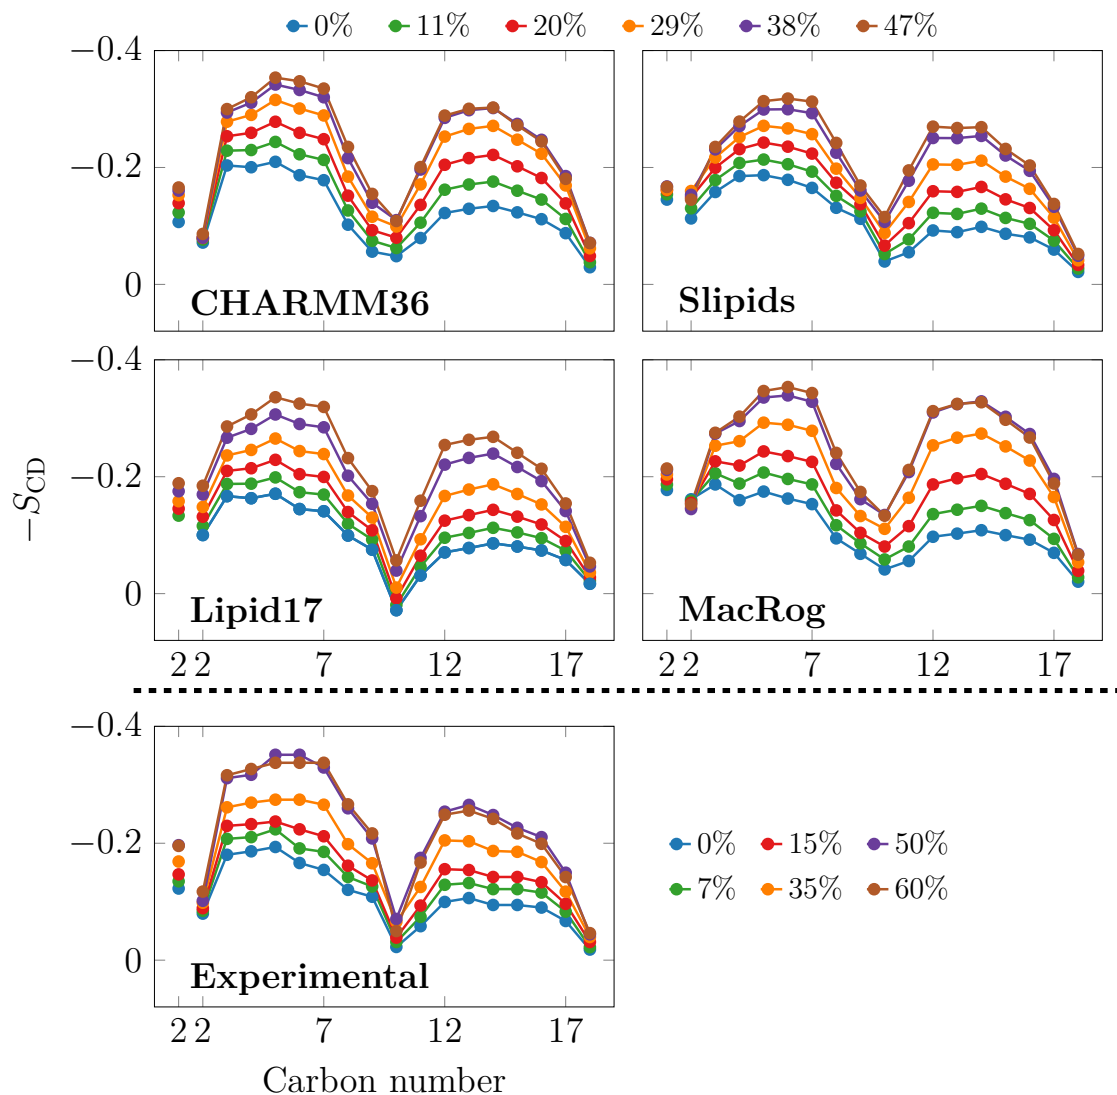 0% 11% 20% 29% 38% 47%
−0.4
−0.2
0
CHARMM36
Slipids
−0.4
−0.2
0
Lipid17
MacRog
2 2 7 12 17
2 2 7 12 17
−S_CD
−0.4
−0.2
0
Experimental
2 2 7 12 17
Carbon number
0% 15% 50%
7% 35% 60%